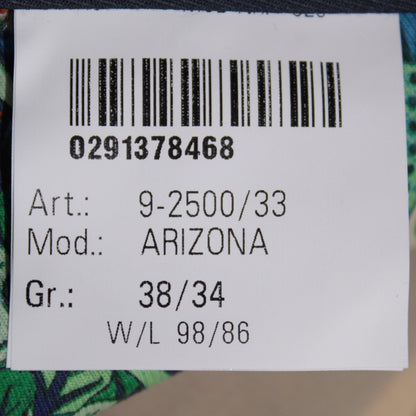 0291378468
Art.: 9-2500/33
Mod.: ARIZONA
Gr.: 38/34
W/L 98/86